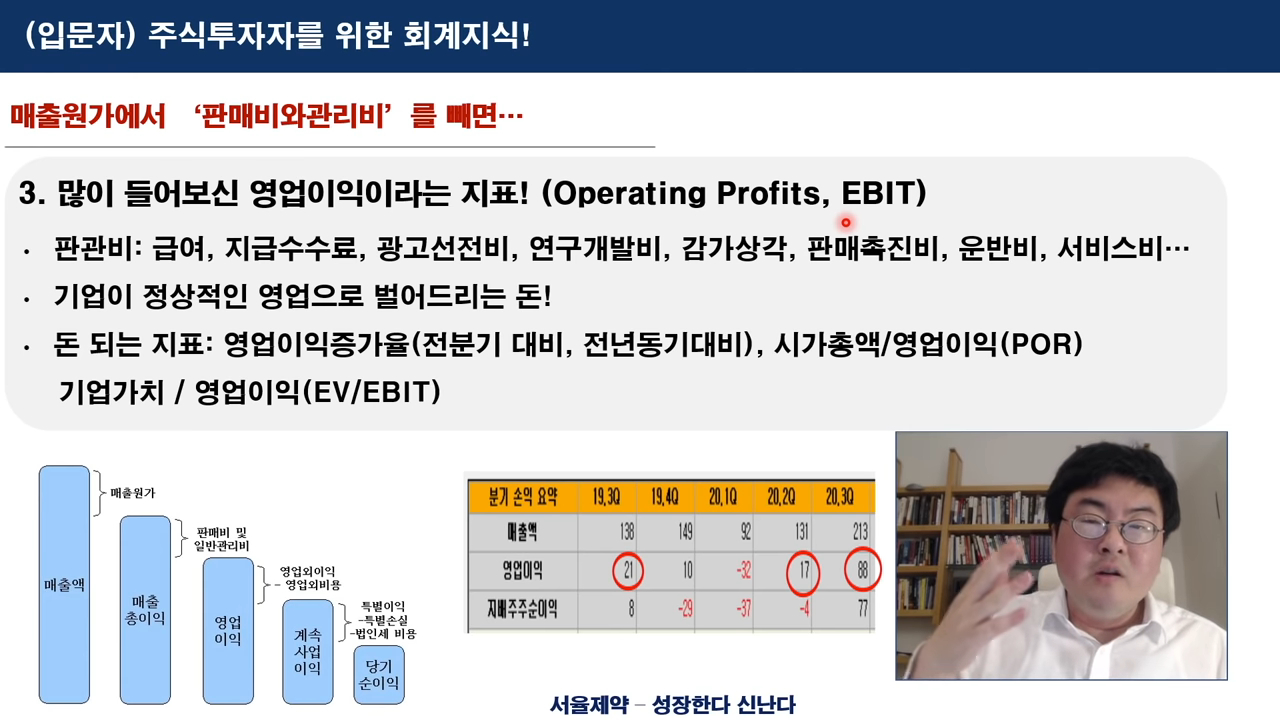 (입문자) 주식투자자를 위한 회계지식!
매출원가에서 ‘판매비와관리비’ 를 빼면…
3. 많이 들어보신 영업이익이라는 지표! (Operating Profits, EBIT)
· 판관비: 급여, 지급수수료, 광고선전비, 연구개발비, 감가상각, 판매촉진비, 운반비, 서비스비…
· 기업이 정상적인 영업으로 벌어드리는 돈!
· 돈 되는 지표: 영업이익증가율(전분기 대비, 전년동기대비), 시가총액/영업이익(POR)
기업가치 / 영업이익(EV/EBIT)
매출액
매출원가
매출
총이익
판매비 및
일반관리비
영업
이익
영업외이익
- 영업외비용
계속
사업
이익
특별이익
-특별손실
-법인세 비용
당기
순이익
분기 손익 요약 19.3Q 19.4Q 20.1Q 20.2Q 20.3Q
매출액 138 149 92 131 213
영업이익 21 10 -32 17 88
지배주주순이익 8 -29 -37 -4 77
서울제약 – 성장한다 신난다